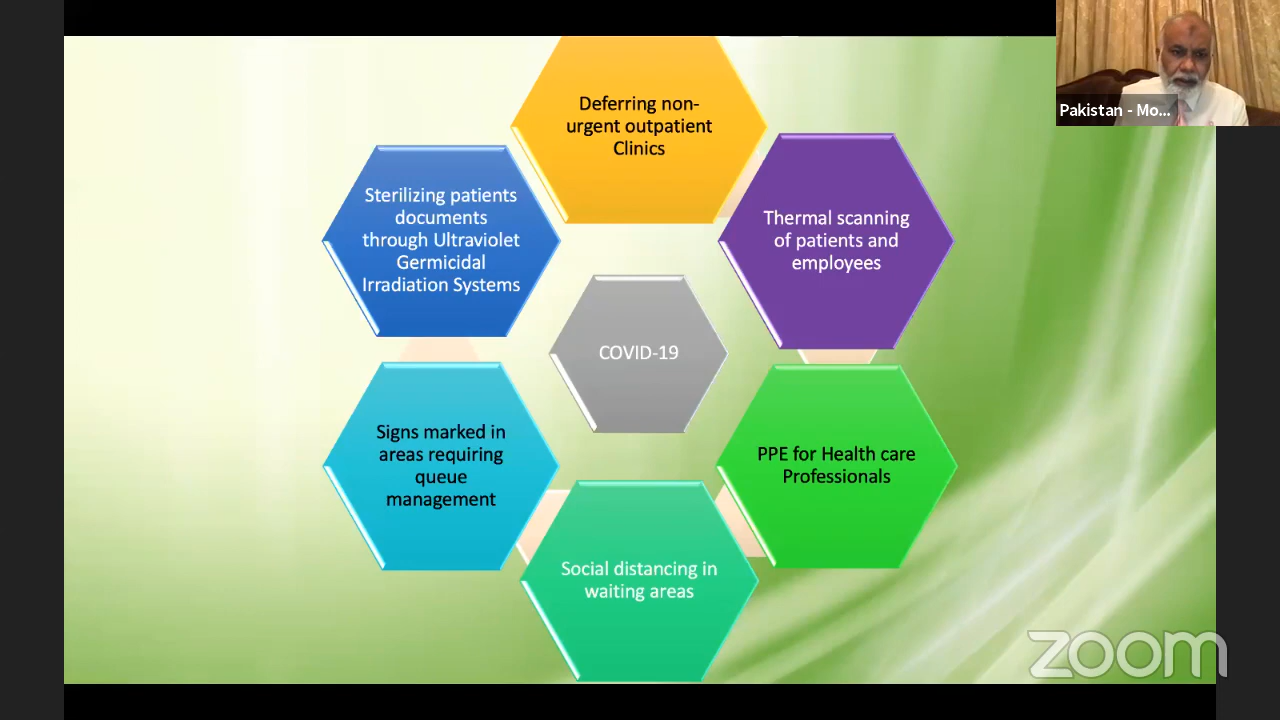 Deferring non-
urgent outpatient
Clinics
Thermal scanning
of patients and
employees
PPE for Health care
Professionals
Social distancing in
waiting areas
Signs marked in
areas requiring
queue
management
Sterilizing patients
documents
through Ultraviolet
Germicidal
Irradiation Systems
COVID-19
Pakistan - Mo...
zoom